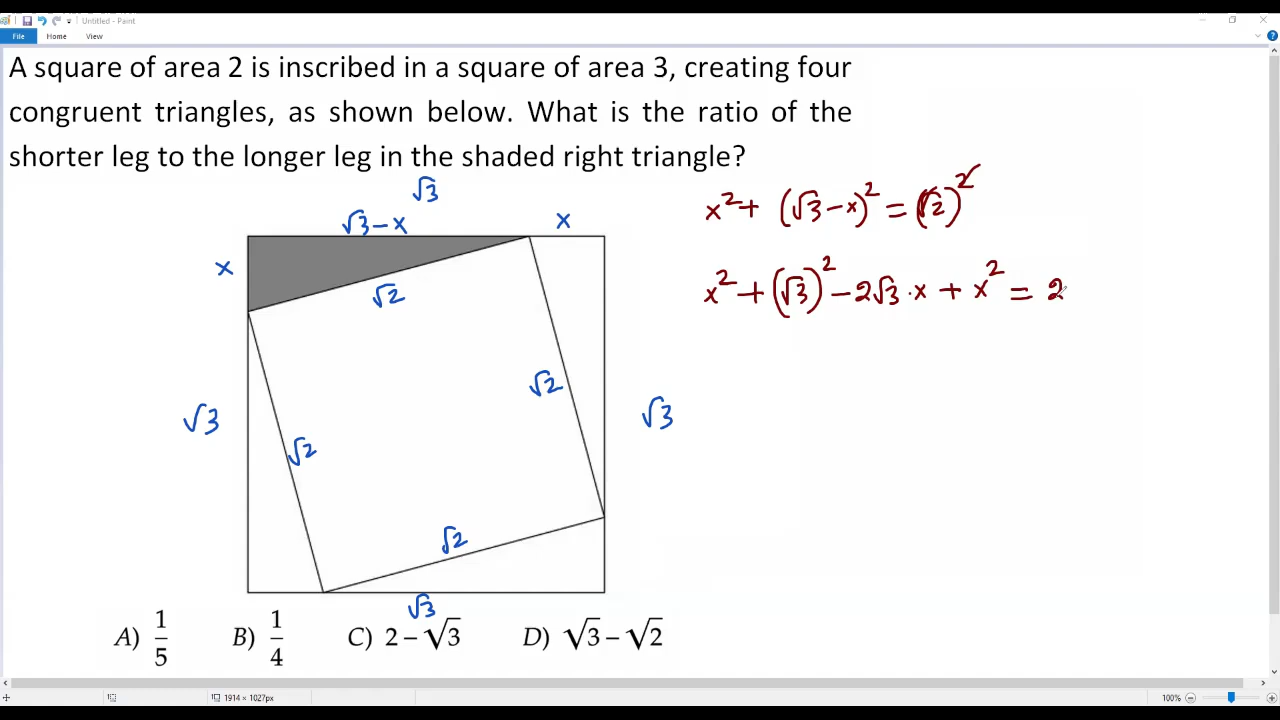 Untitled - Paint
File Home View
A square of area 2 is inscribed in a square of area 3, creating four
congruent triangles, as shown below. What is the ratio of the
shorter leg to the longer leg in the shaded right triangle?
√3
√3 − x
x
x
√2
√3
√2
√2
√3
√2
√3
x² + (√3 − x)² = (√2)²
x² + (√3)² − 2√3 · x + x² = 2
A) 1/5 B) 1/4 C) 2 − √3 D) √3 − √2
1914 × 1027px
100%